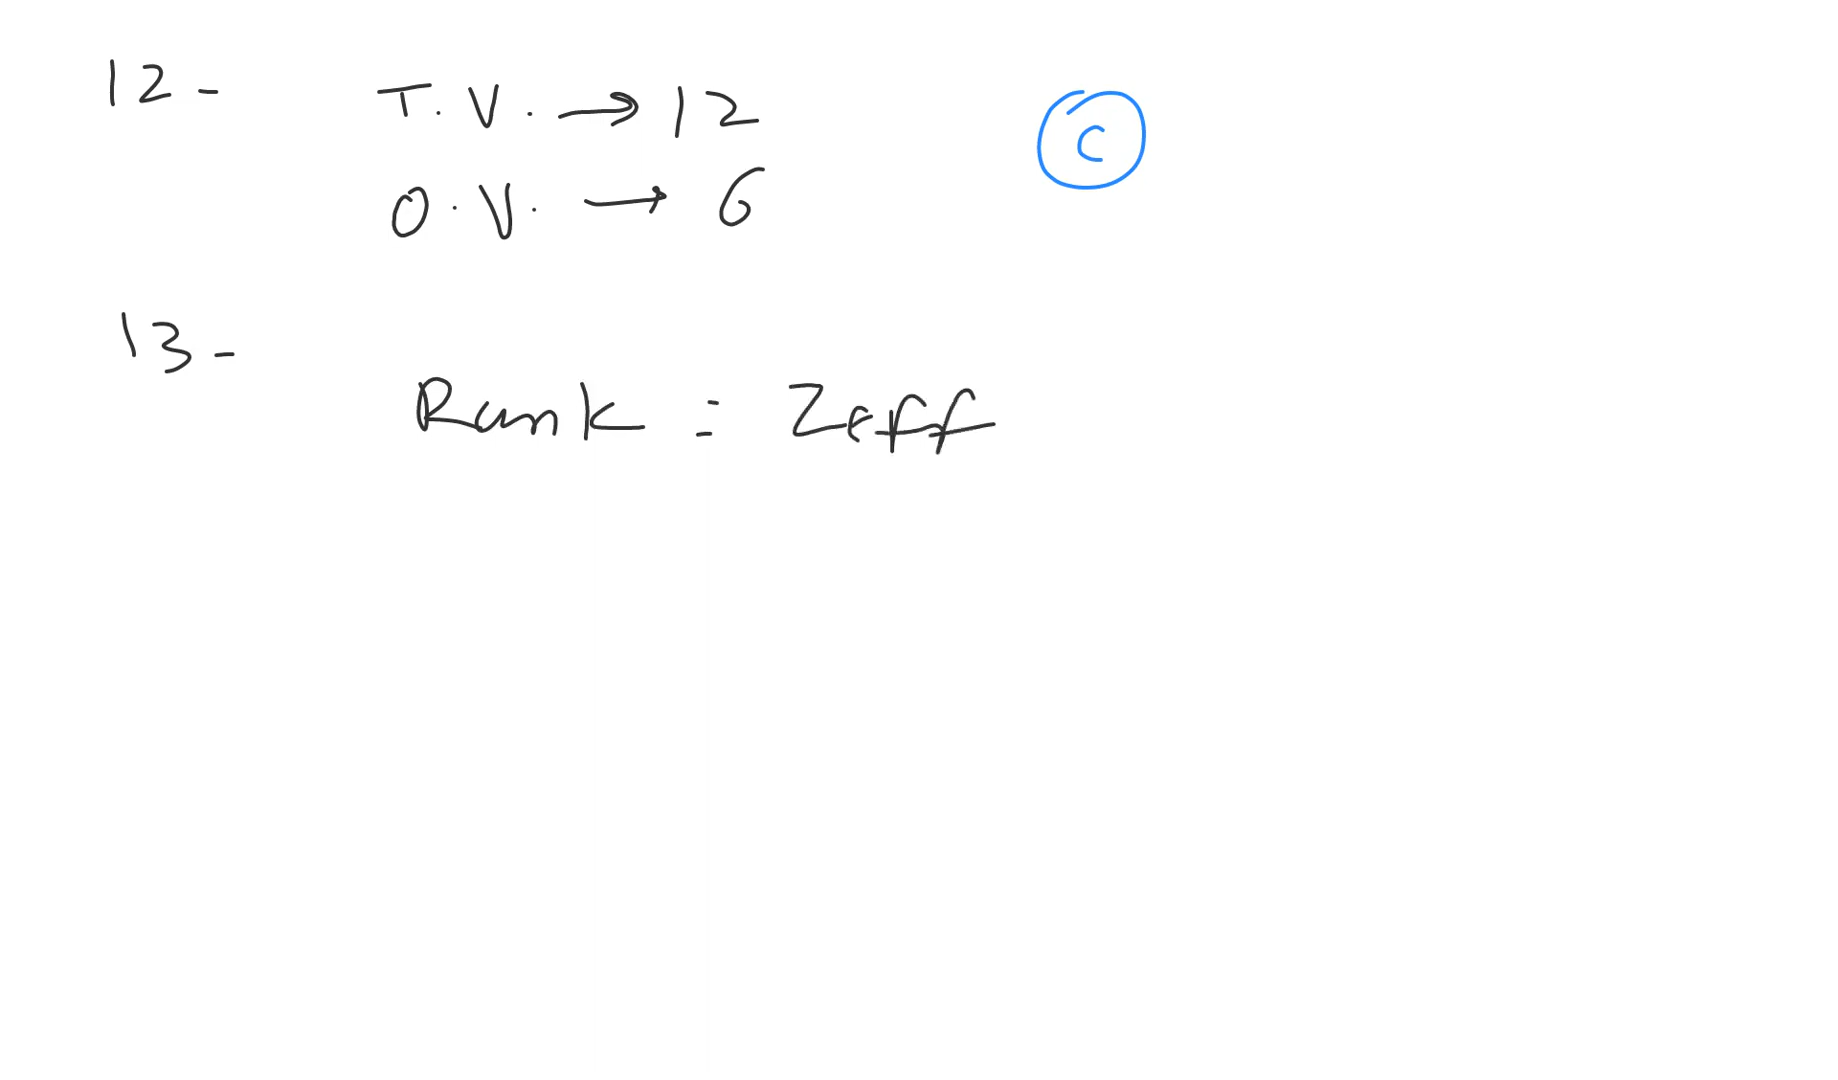 12-
T.V. → 12
C
O.V. → 6
13-
Rank = Zeff